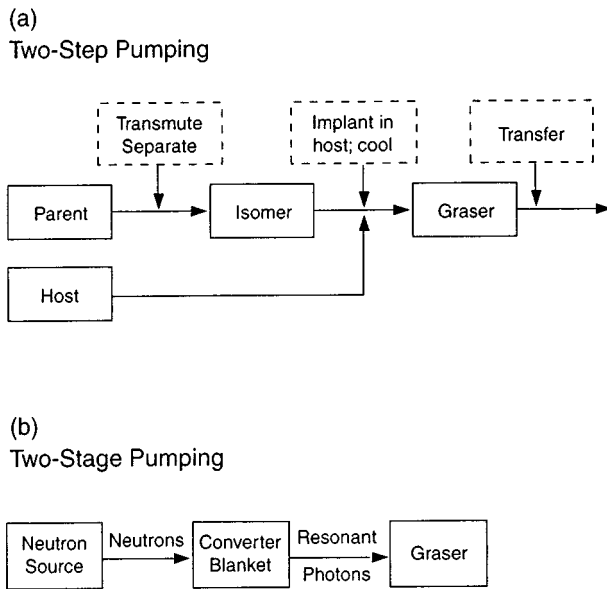 (a)
Two-Step Pumping
Transmute
Separate
Implant in
host; cool
Transfer
Parent
Isomer
Graser
Host
(b)
Two-Stage Pumping
Neutron
Source
Neutrons
Converter
Blanket
Resonant
Photons
Graser